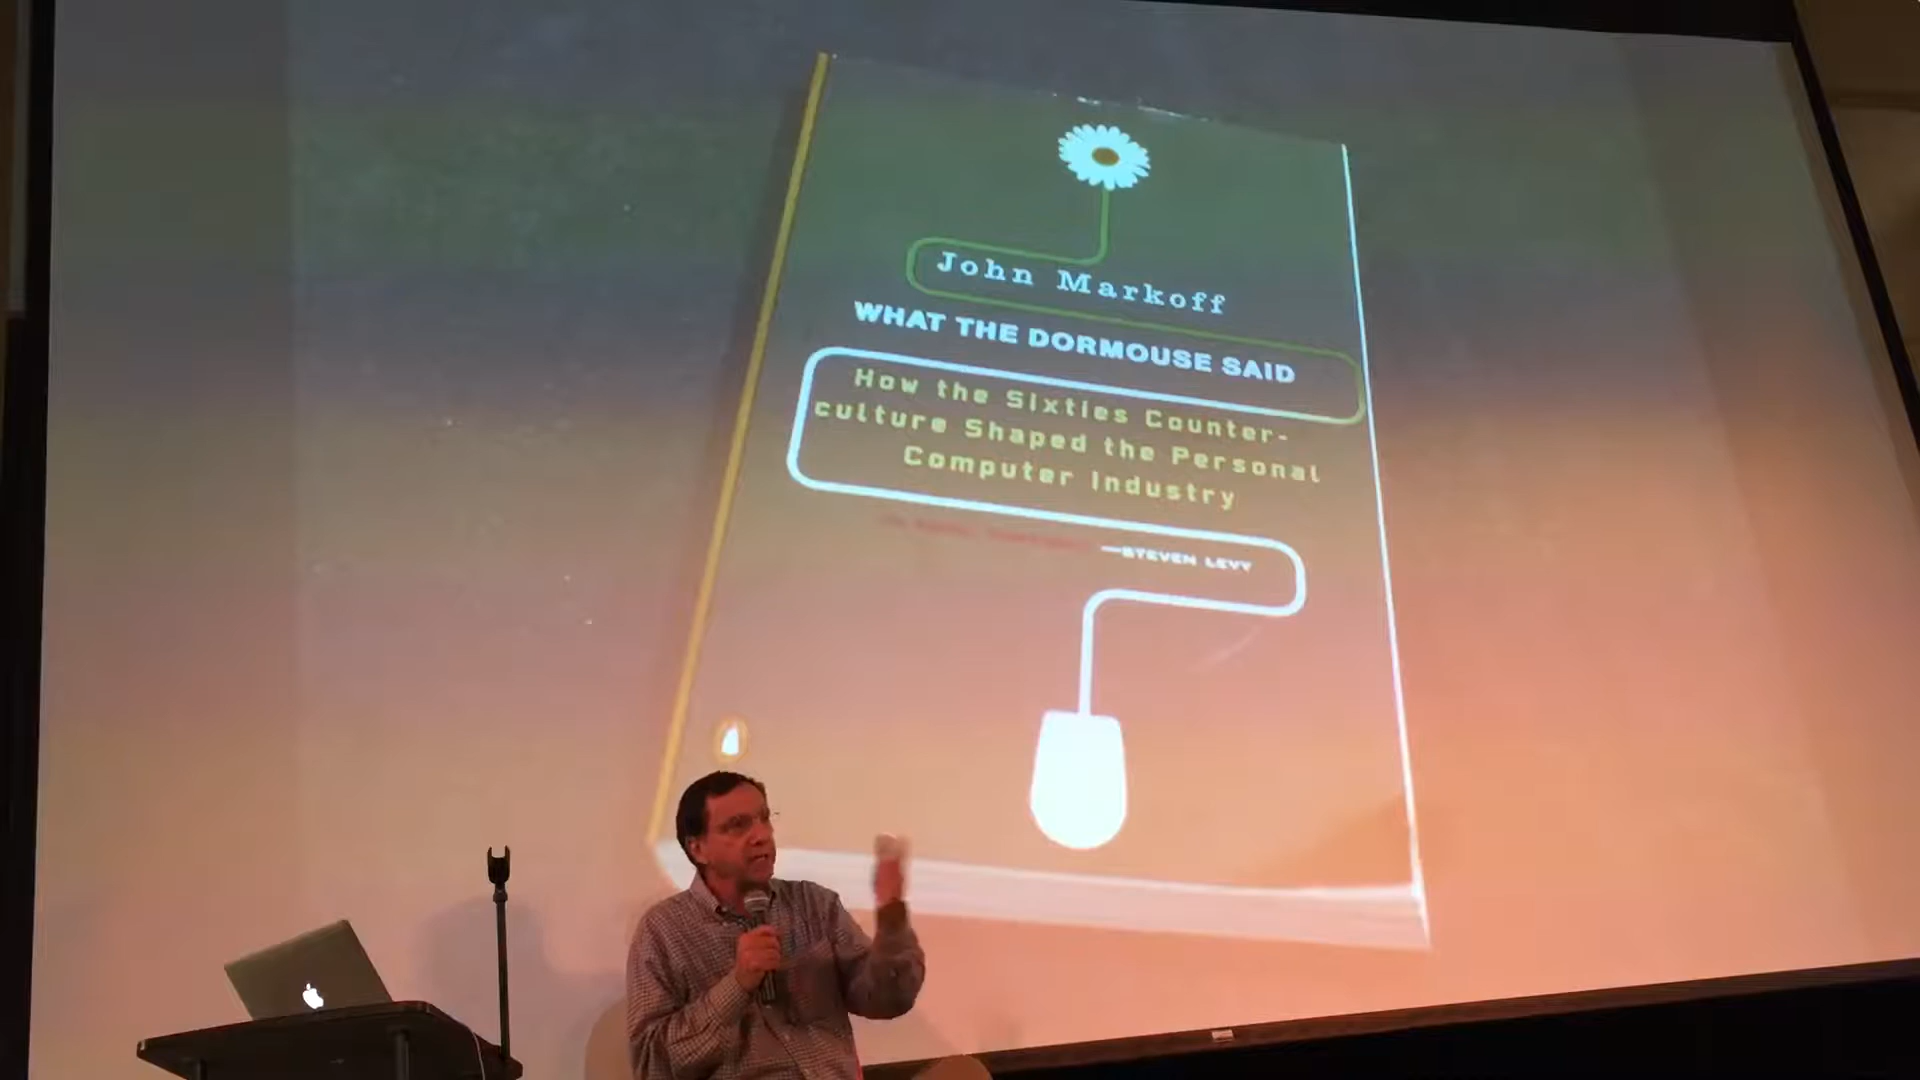 John Markoff
WHAT THE DORMOUSE SAID
How the Sixties Counter-
culture Shaped the Personal
Computer Industry
—STEVEN LEVY